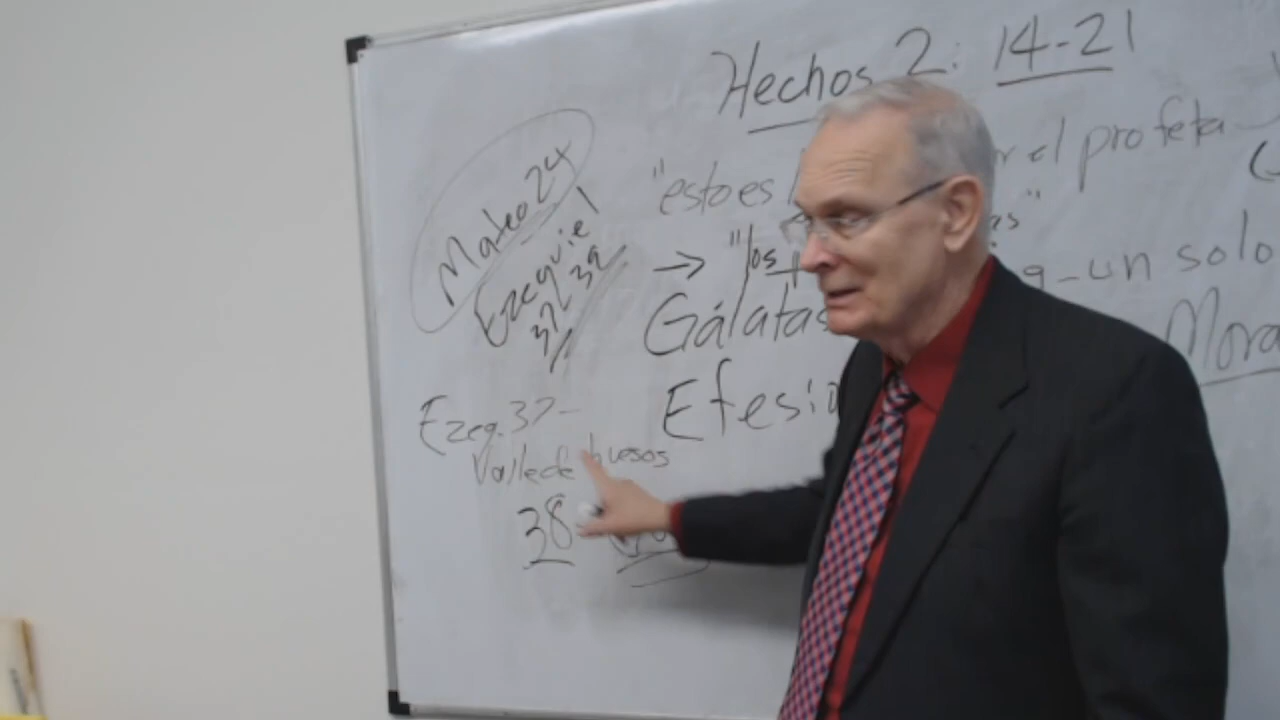 Hechos 2: 14-21
Mateo 24
Ezequiel
37/38
"esto es
el profeta
→ "los
un solo
Gálatas
Mora
Efesio
Ezeq. 37-
Valle de huesos
38